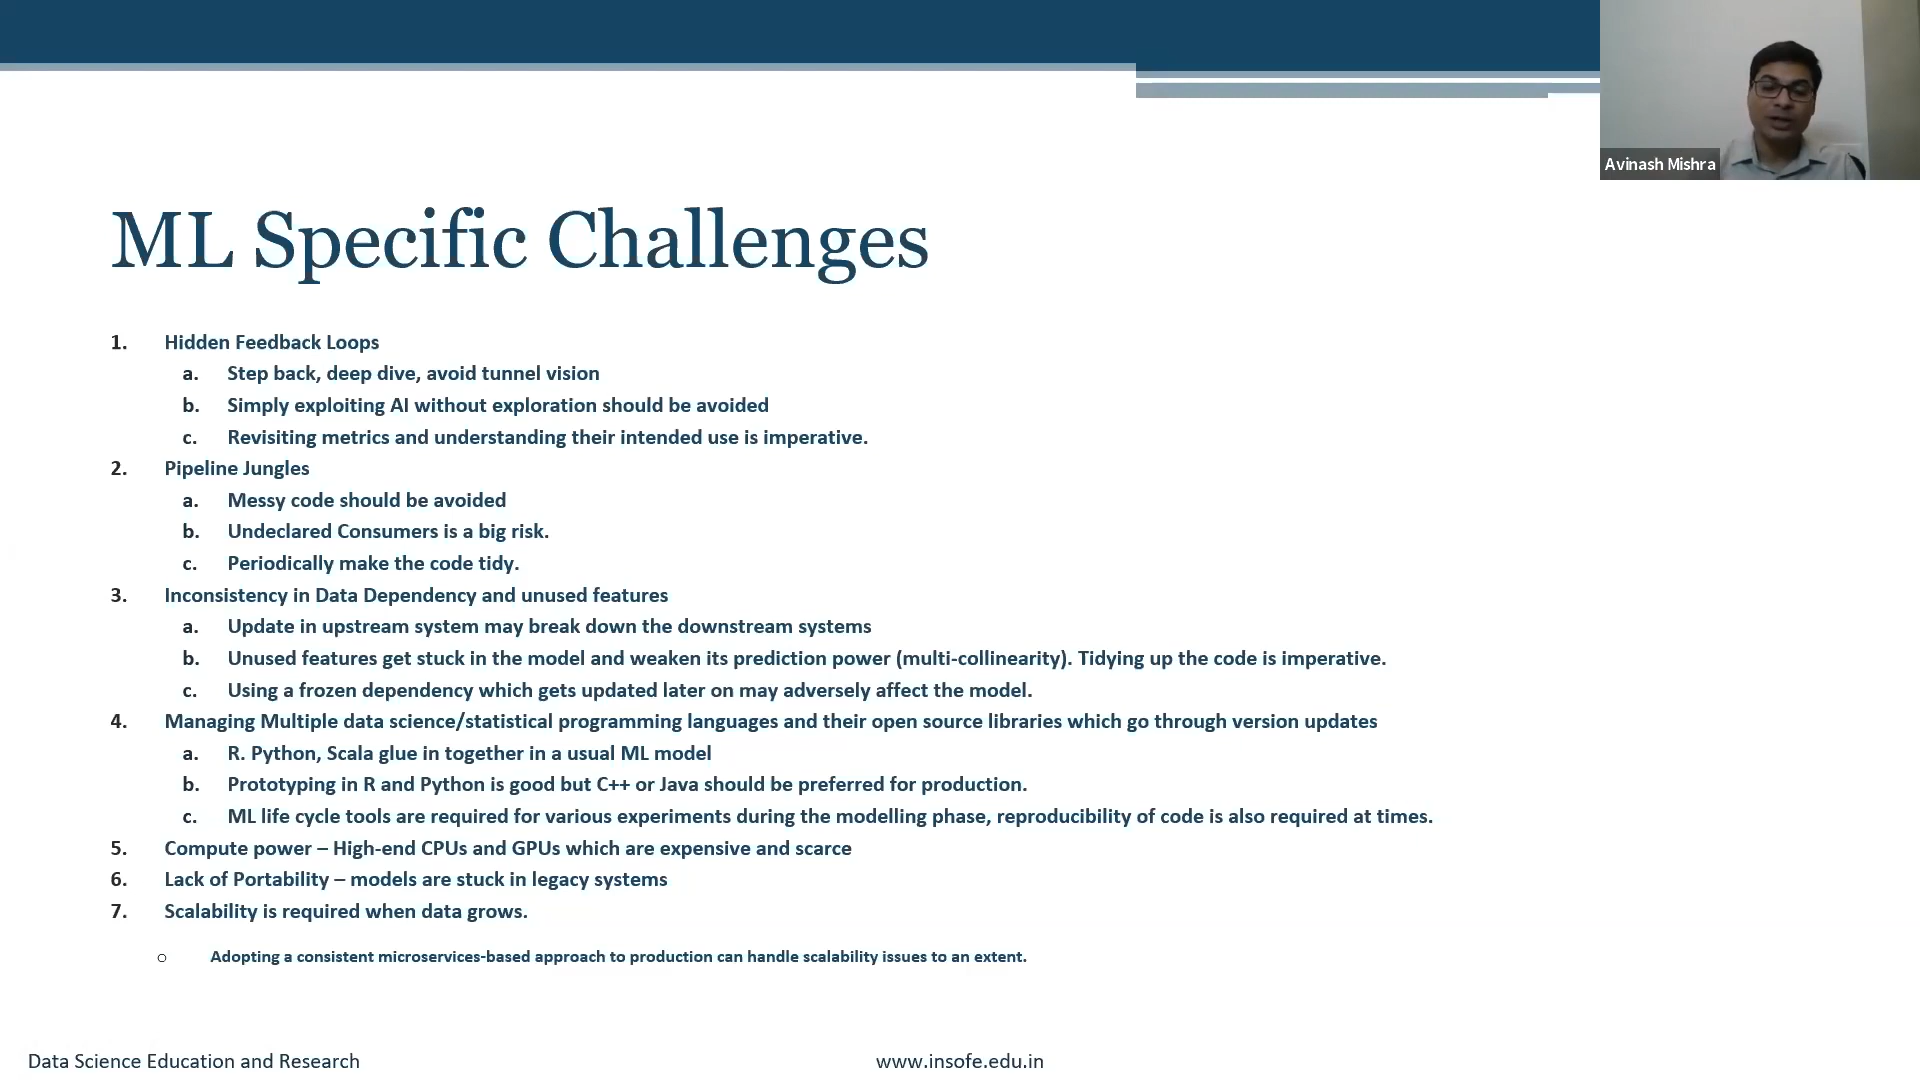 Avinash Mishra
ML Specific Challenges
1. Hidden Feedback Loops
a. Step back, deep dive, avoid tunnel vision
b. Simply exploiting AI without exploration should be avoided
c. Revisiting metrics and understanding their intended use is imperative.
2. Pipeline Jungles
a. Messy code should be avoided
b. Undeclared Consumers is a big risk.
c. Periodically make the code tidy.
3. Inconsistency in Data Dependency and unused features
a. Update in upstream system may break down the downstream systems
b. Unused features get stuck in the model and weaken its prediction power (multi-collinearity). Tidying up the code is imperative.
c. Using a frozen dependency which gets updated later on may adversely affect the model.
4. Managing Multiple data science/statistical programming languages and their open source libraries which go through version updates
a. R. Python, Scala glue in together in a usual ML model
b. Prototyping in R and Python is good but C++ or Java should be preferred for production.
c. ML life cycle tools are required for various experiments during the modelling phase, reproducibility of code is also required at times.
5. Compute power – High-end CPUs and GPUs which are expensive and scarce
6. Lack of Portability – models are stuck in legacy systems
7. Scalability is required when data grows.
○ Adopting a consistent microservices-based approach to production can handle scalability issues to an extent.
Data Science Education and Research
www.insofe.edu.in